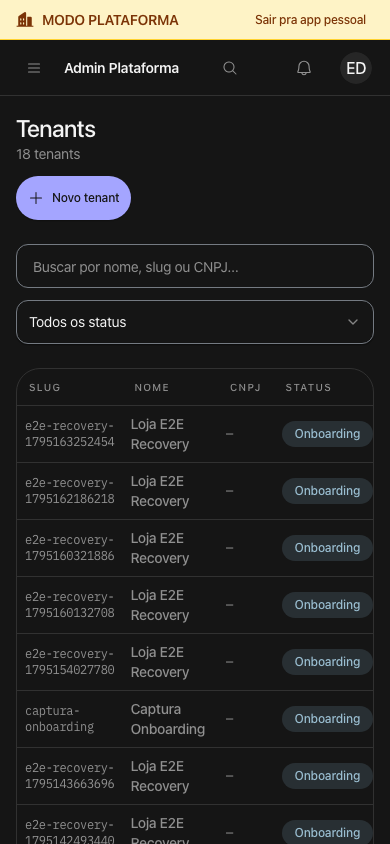 MODO PLATAFORMA
Sair pra app pessoal
Admin Plataforma
ED
Tenants
18 tenants
Novo tenant
Buscar por nome, slug ou CNPJ...
Todos os status
SLUG NOME CNPJ STATUS
e2e-recovery-
1795163252454
Loja E2E
Recovery
–
Onboarding
e2e-recovery-
1795162186218
Loja E2E
Recovery
–
Onboarding
e2e-recovery-
1795160321886
Loja E2E
Recovery
–
Onboarding
e2e-recovery-
1795160132708
Loja E2E
Recovery
–
Onboarding
e2e-recovery-
1795154027780
Loja E2E
Recovery
–
Onboarding
captura-
onboarding
Captura
Onboarding
–
Onboarding
e2e-recovery-
1795143663696
Loja E2E
Recovery
–
Onboarding
e2e-recovery-
1795142493440
Loja E2E
Recovery
–
Onboarding